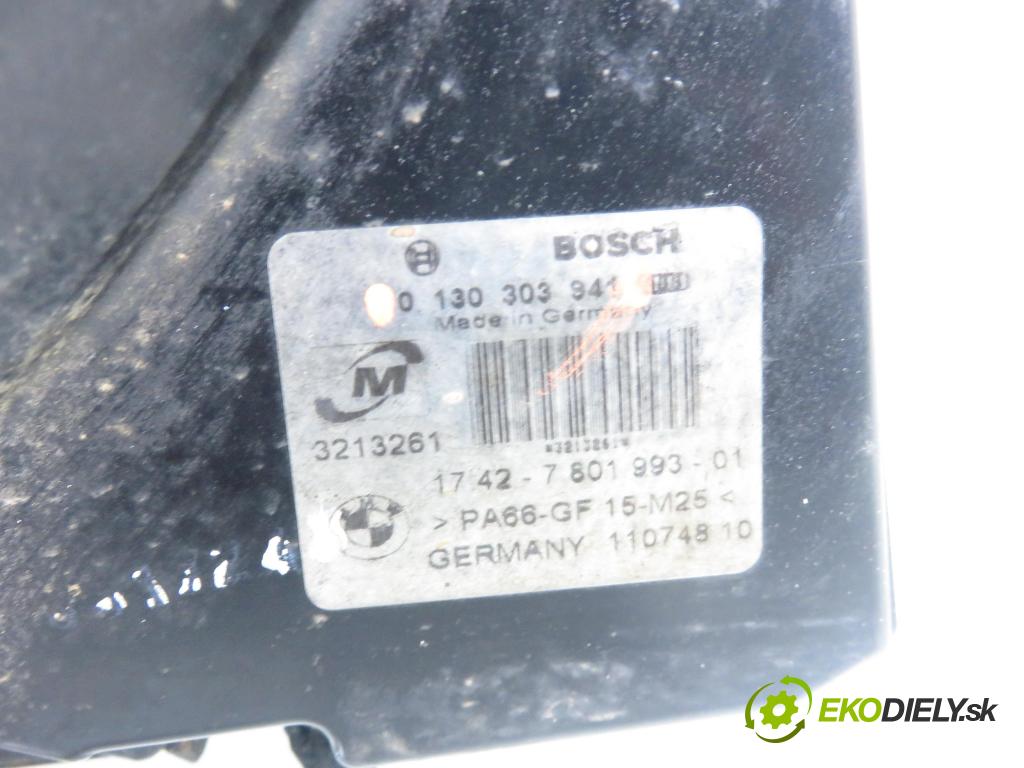 BOSCH
0 130 303 941
Made in Germany
M
3213261
*3213261*
17 42 - 7 801 993 - 01
> PA66-GF 15-M25 <
GERMANY 11074810
EKODIELY.sk